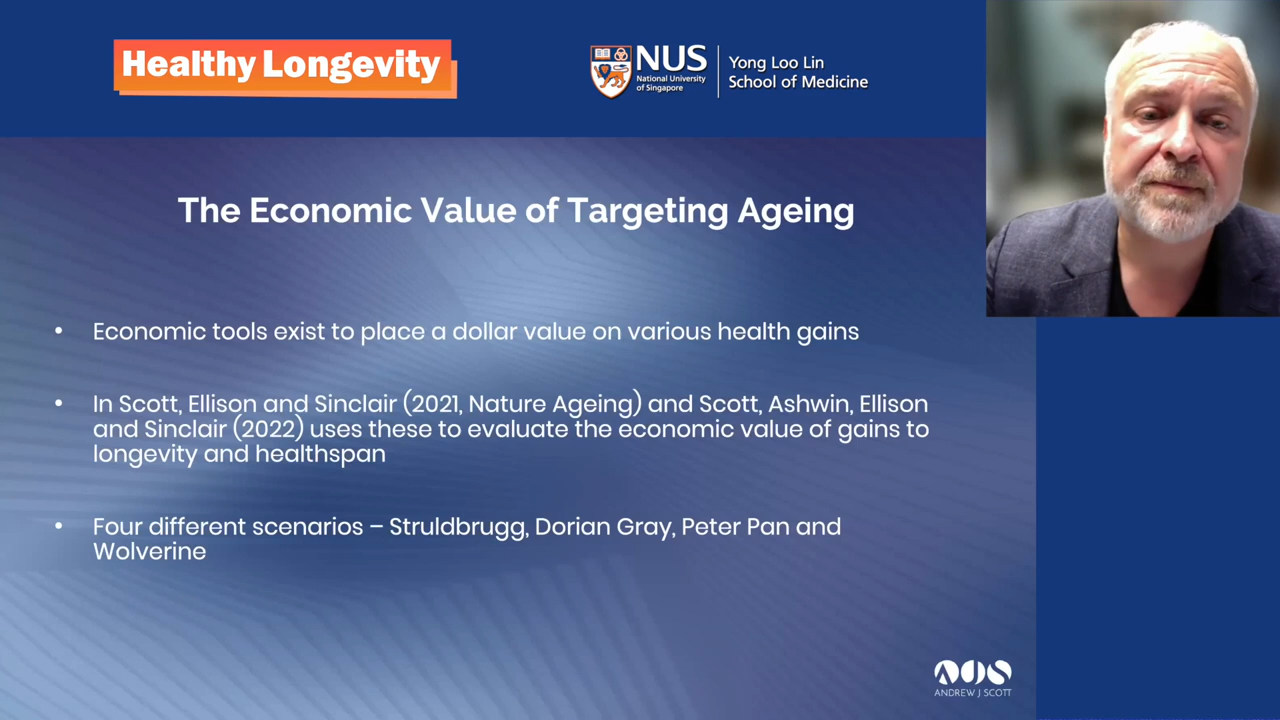 Healthy Longevity
NUS
National University
of Singapore
Yong Loo Lin
School of Medicine
The Economic Value of Targeting Ageing
• Economic tools exist to place a dollar value on various health gains
• In Scott, Ellison and Sinclair (2021, Nature Ageing) and Scott, Ashwin, Ellison
and Sinclair (2022) uses these to evaluate the economic value of gains to
longevity and healthspan
• Four different scenarios – Struldbrugg, Dorian Gray, Peter Pan and
Wolverine
AJS
ANDREW J SCOTT